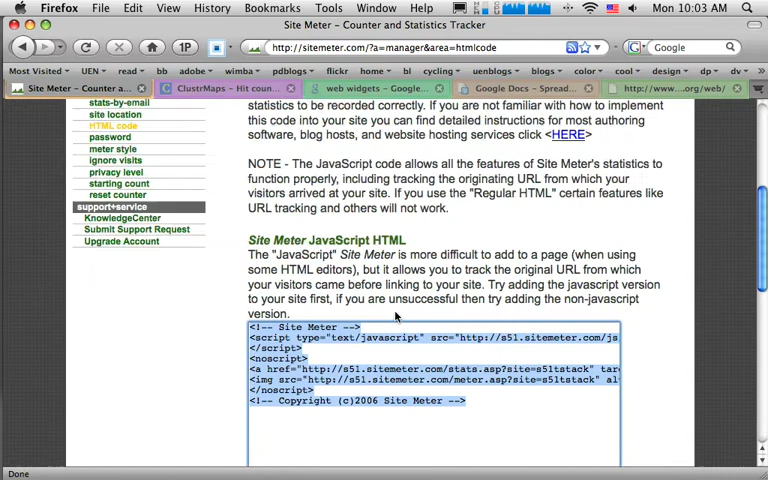 Firefox File Edit View History Bookmarks Tools Window Help Mon 10:03 AM
Site Meter - Counter and Statistics Tracker
1P http://sitemeter.com/?a=manager&area=htmlcode Google
Most Visited UEN read bb adobe wimba pdblogs flickr home bl cycling uenblogs blogs color cool design dp dv
Site Meter - Counter a... ClustrMaps - Hit coun... web widgets - Google... Google Docs - Spread... http://www....org/web/
stats-by-email
site location
HTML code
password
meter style
ignore visits
privacy level
starting count
reset counter
support+service
KnowledgeCenter
Submit Support Request
Upgrade Account
statistics to be recorded correctly. If you are not familiar with how to implement
this code into your site you can find detailed instructions for most authoring
software, blog hosts, and website hosting services click <HERE>
NOTE - The JavaScript code allows all the features of Site Meter's statistics to
function properly, including tracking the originating URL from which your
visitors arrived at your site. If you use the "Regular HTML" certain features like
URL tracking and others will not work.
Site Meter JavaScript HTML
The "JavaScript" Site Meter is more difficult to add to a page (when using
some HTML editors), but it allows you to track the original URL from which
your visitors came before linking to your site. Try adding the javascript version
to your site first, if you are unsuccessful then try adding the non-javascript
version.
<!-- Site Meter -->
<script type="text/javascript" src="http://s51.sitemeter.com/js
</script>
<noscript>
<a href="http://s51.sitemeter.com/stats.asp?site=s51tstack" tar
<img src="http://s51.sitemeter.com/meter.asp?site=s51tstack" al
</noscript>
<!-- Copyright (c)2006 Site Meter -->
Done